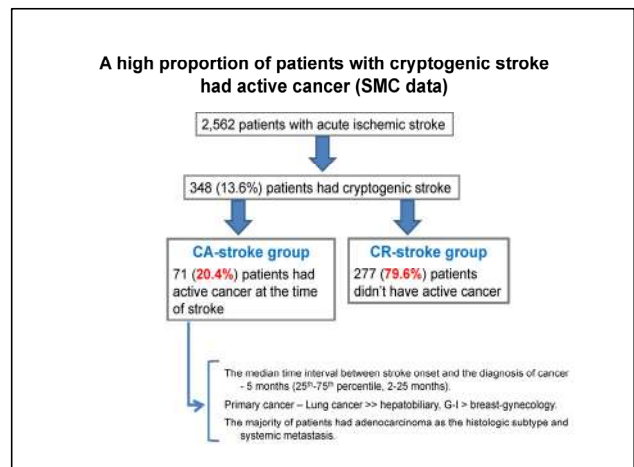 A high proportion of patients with cryptogenic stroke
had active cancer (SMC data)
2,562 patients with acute ischemic stroke
348 (13.6%) patients had cryptogenic stroke
CA-stroke group
71 (20.4%) patients had
active cancer at the time
of stroke
CR-stroke group
277 (79.6%) patients
didn't have active cancer
The median time interval between stroke onset and the diagnosis of cancer
- 5 months (25th-75th percentile, 2-25 months).
Primary cancer – Lung cancer >> hepatobiliary, G-I > breast-gynecology.
The majority of patients had adenocarcinoma as the histologic subtype and
systemic metastasis.